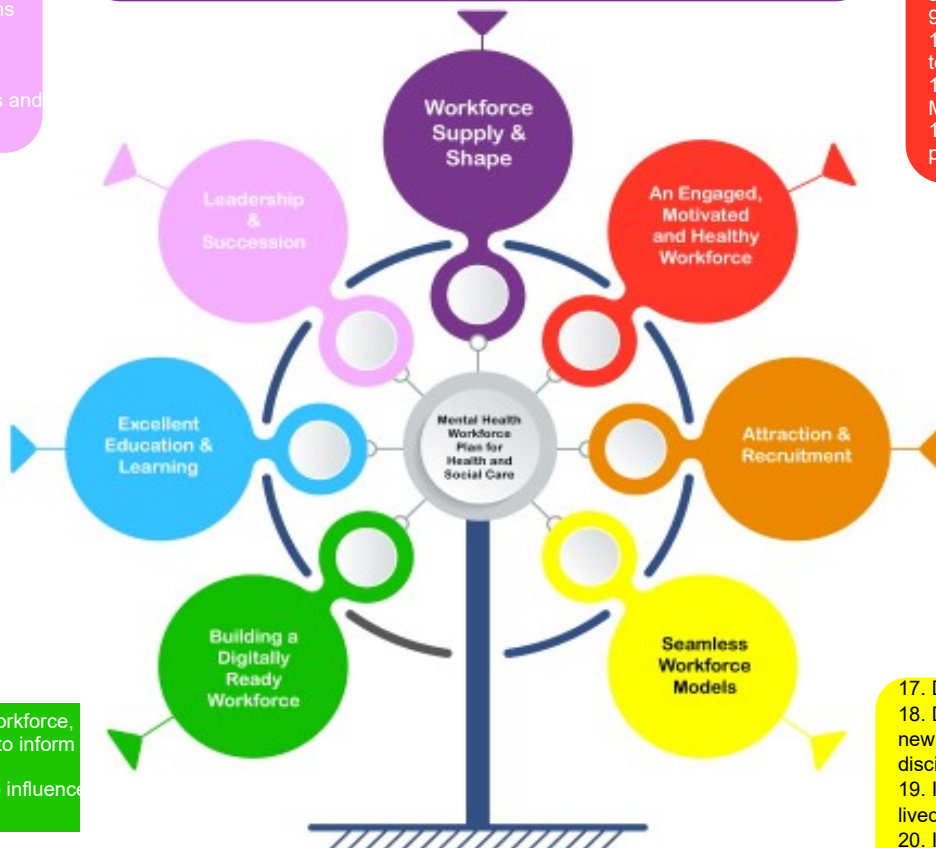 s and
Workforce
Supply &
Shape
Leadership
&
Succession
An Engaged,
Motivated
and Healthy
Workforce
Excellent
Education &
Learning
Mental Health
Workforce
Plan for
Health and
Social Care
Attraction &
Recruitment
Building a
Digitally
Ready
Workforce
Seamless
Workforce
Models
orkforce,
to inform
influence
17. D
18. D
new
disci
19. I
lived
20. I